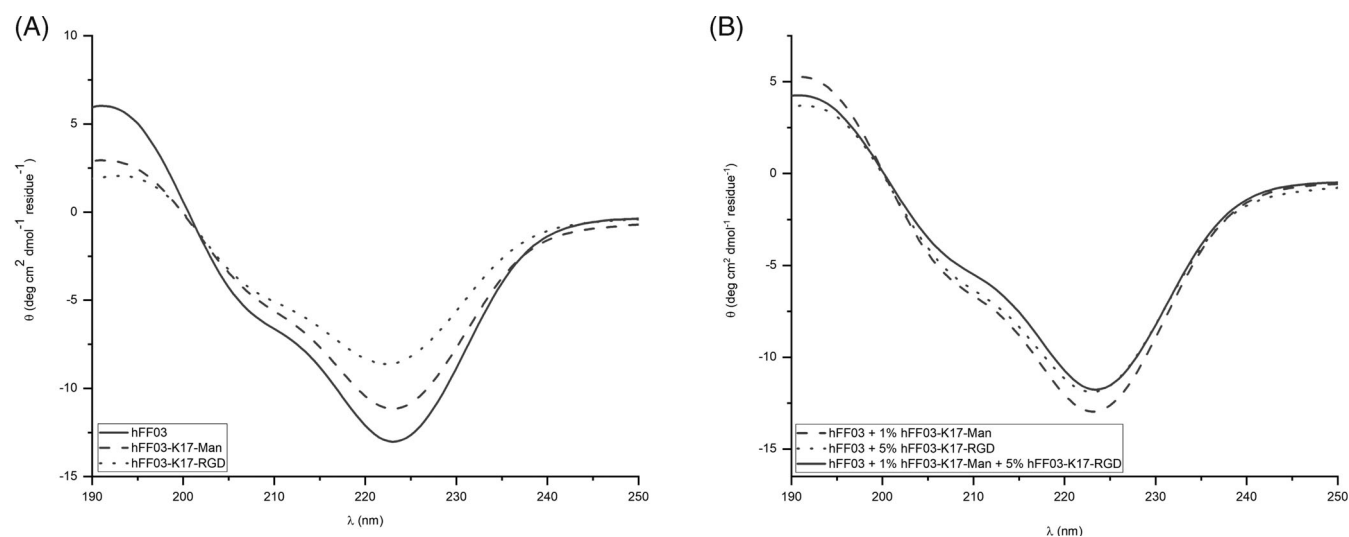 (A)
10
5
0
-5
-10
-15
θ (deg cm² dmol⁻¹ residue⁻¹)
hFF03
hFF03-K17-Man
hFF03-K17-RGD
190 200 210 220 230 240 250
λ (nm)
(B)
5
0
-5
-10
-15
θ (deg cm² dmol⁻¹ residue⁻¹)
hFF03 + 1% hFF03-K17-Man
hFF03 + 5% hFF03-K17-RGD
hFF03 + 1% hFF03-K17-Man + 5% hFF03-K17-RGD
190 200 210 220 230 240 250
λ (nm)